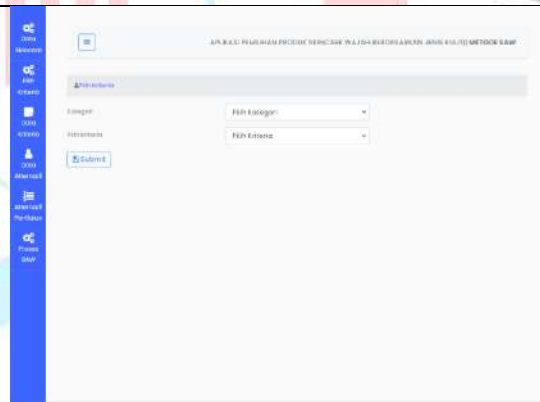 Data
Skincare
Pilih
Kriteria
Data
Kriteria
Data
Alternatif
Alternatif
Penilaian
Proses
SAW
APLIKASI PEMILIHAN PRODUK SKINCARE WAJAH BERDASARKAN JENIS KULIT|| METODE SAW
Pilih Kriteria
Kategori
Pilih Kategori
Pilih Kriteria
Submit